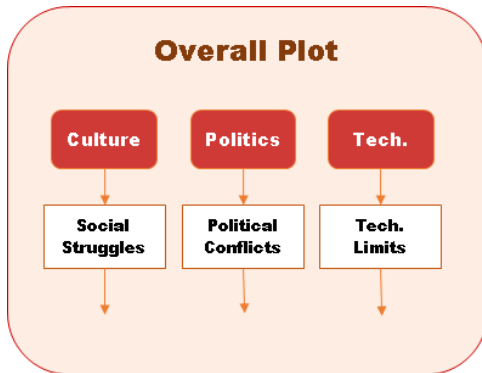 Overall Plot
Culture
Politics
Tech.
Social
Struggles
Political
Conflicts
Tech.
Limits